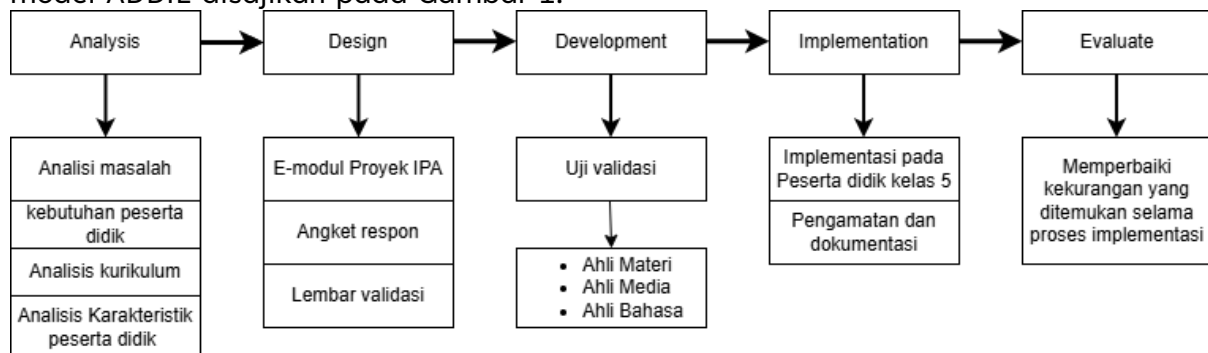 model ADDIE disajikan pada Gambar 1.
Analysis
Design
Development
Implementation
Evaluate
Analisi masalah
kebutuhan peserta
didik
Analisis kurikulum
Analisis Karakteristik
peserta didik
E-modul Proyek IPA
Angket respon
Lembar validasi
Uji validasi
• Ahli Materi
• Ahli Media
• Ahli Bahasa
Implementasi pada
Peserta didik kelas 5
Pengamatan dan
dokumentasi
Memperbaiki
kekurangan yang
ditemukan selama
proses implementasi